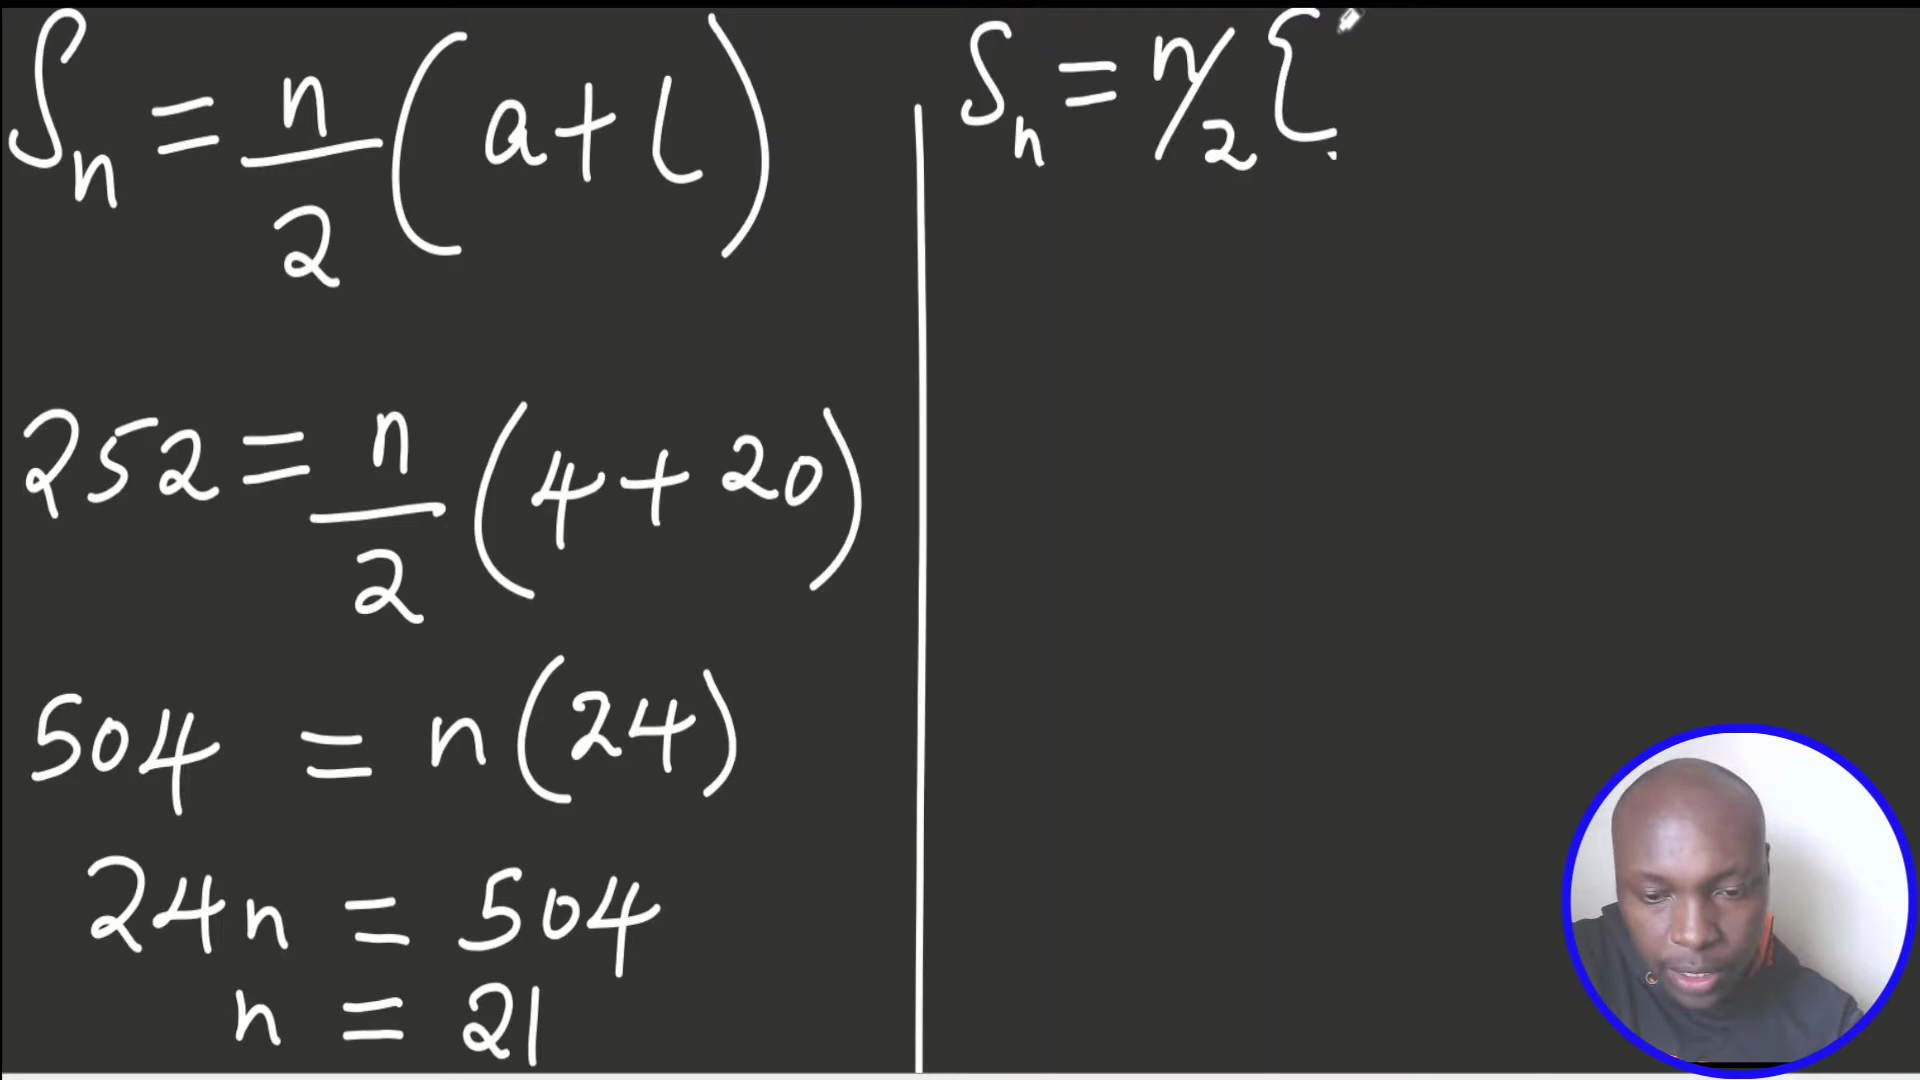 Sn = n/2 (a + l)
252 = n/2 (4 + 20)
504 = n(24)
24n = 504
n = 21
Sn = n/2 {